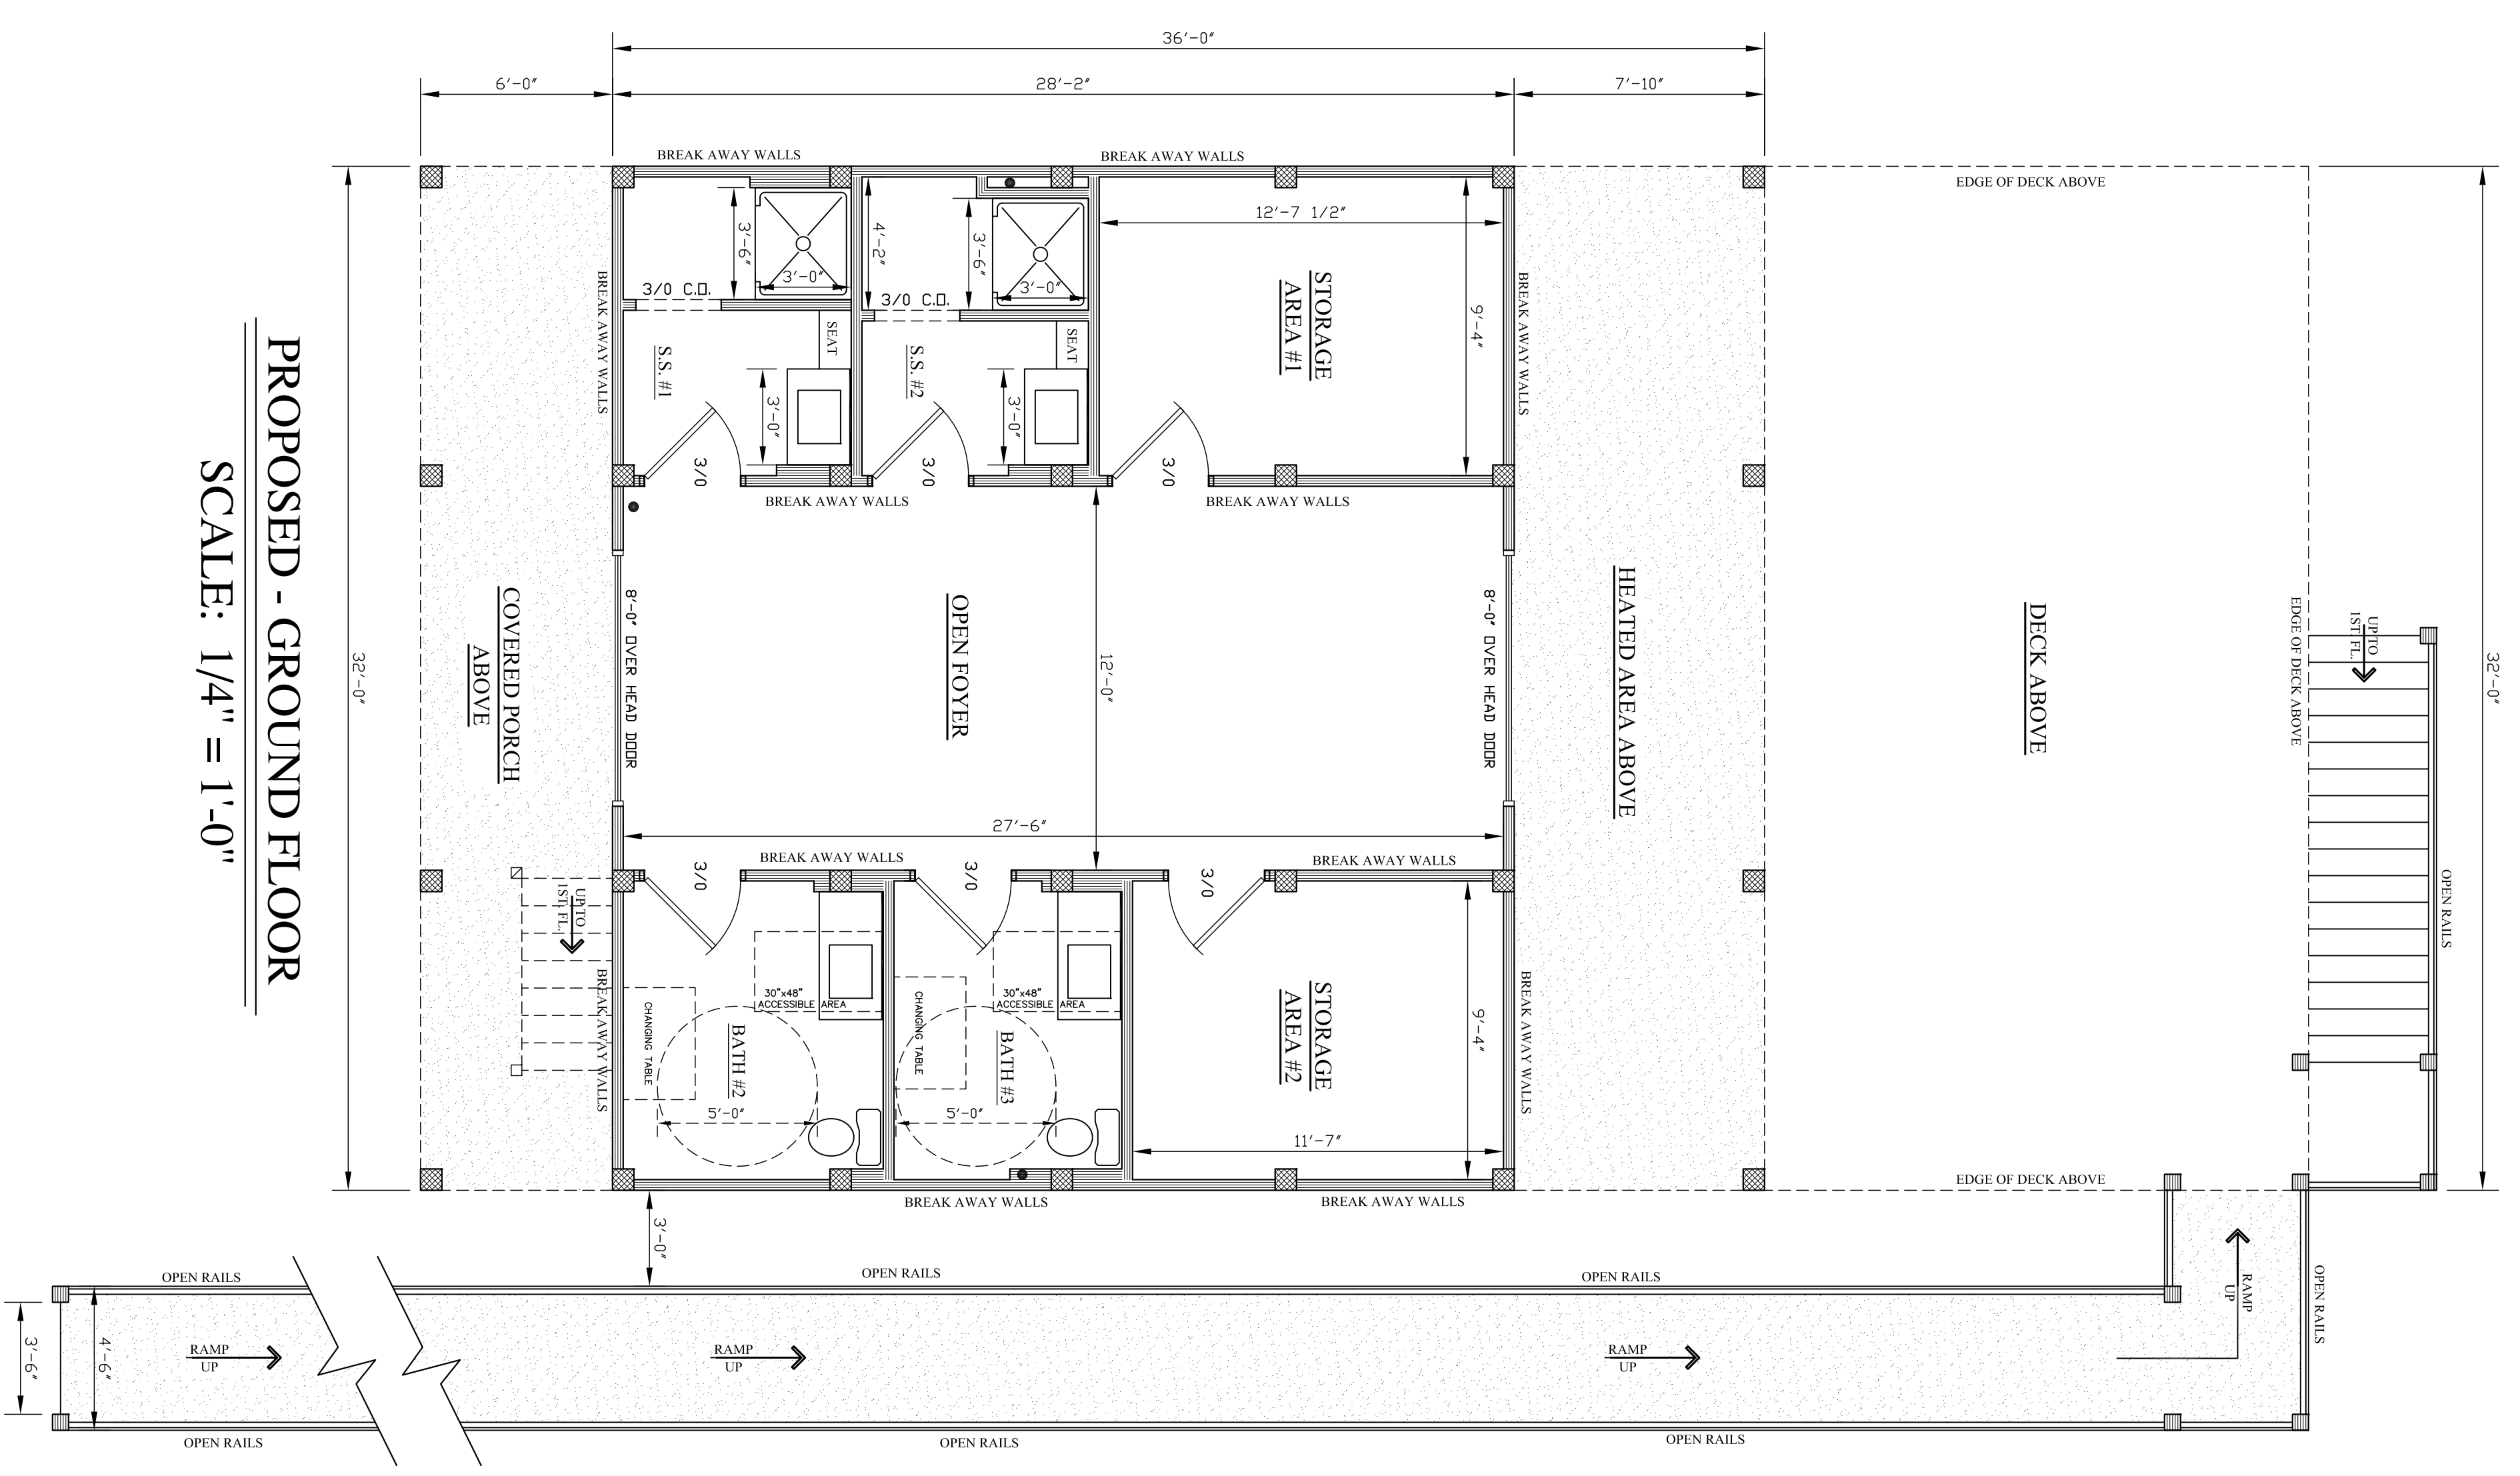 36'-0"
6'-0"
28'-2"
7'-10"
BREAK AWAY WALLS
BREAK AWAY WALLS
EDGE OF DECK ABOVE
12'-7 1/2"
9'-4"
STORAGE
AREA #1
3'-6"
3'-0"
4'-2"
3'-6"
3'-0"
3/0 C.O.
3/0 C.O.
BREAK AWAY WALLS
BREAK AWAY WALLS
SEAT
SEAT
S.S. #1
S.S. #2
3'-0"
3'-0"
3/0
3/0
3/0
BREAK AWAY WALLS
BREAK AWAY WALLS
PROPOSED - GROUND FLOOR
SCALE: 1/4" = 1'-0"
32'-0"
COVERED PORCH
ABOVE
8'-0" OVER HEAD DOOR
OPEN FOYER
12'-0"
8'-0" OVER HEAD DOOR
HEATED AREA ABOVE
DECK ABOVE
EDGE OF DECK ABOVE
UP TO
1ST. FL.
32'-0"
OPEN RAILS
27'-6"
BREAK AWAY WALLS
BREAK AWAY WALLS
3/0
3/0
3/0
UP TO
1ST. FL.
BREAK AWAY WALLS
CHANGING TABLE
30"x48"
ACCESSIBLE AREA
BATH #2
5'-0"
CHANGING TABLE
30"x48"
ACCESSIBLE AREA
BATH #3
5'-0"
STORAGE
AREA #2
9'-4"
11'-7"
BREAK AWAY WALLS
EDGE OF DECK ABOVE
BREAK AWAY WALLS
BREAK AWAY WALLS
3'-0"
OPEN RAILS
OPEN RAILS
OPEN RAILS
OPEN RAILS
RAMP
UP
3'-6"
4'-6"
RAMP
UP
RAMP
UP
RAMP
UP
OPEN RAILS
OPEN RAILS
OPEN RAILS